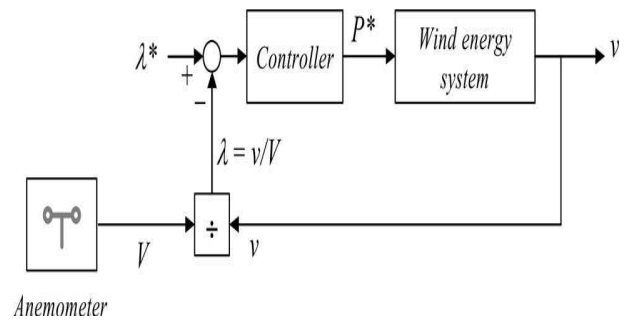 λ*
+
−
Controller
P*
Wind energy
system
v
λ = v/V
÷
V
v
Anemometer